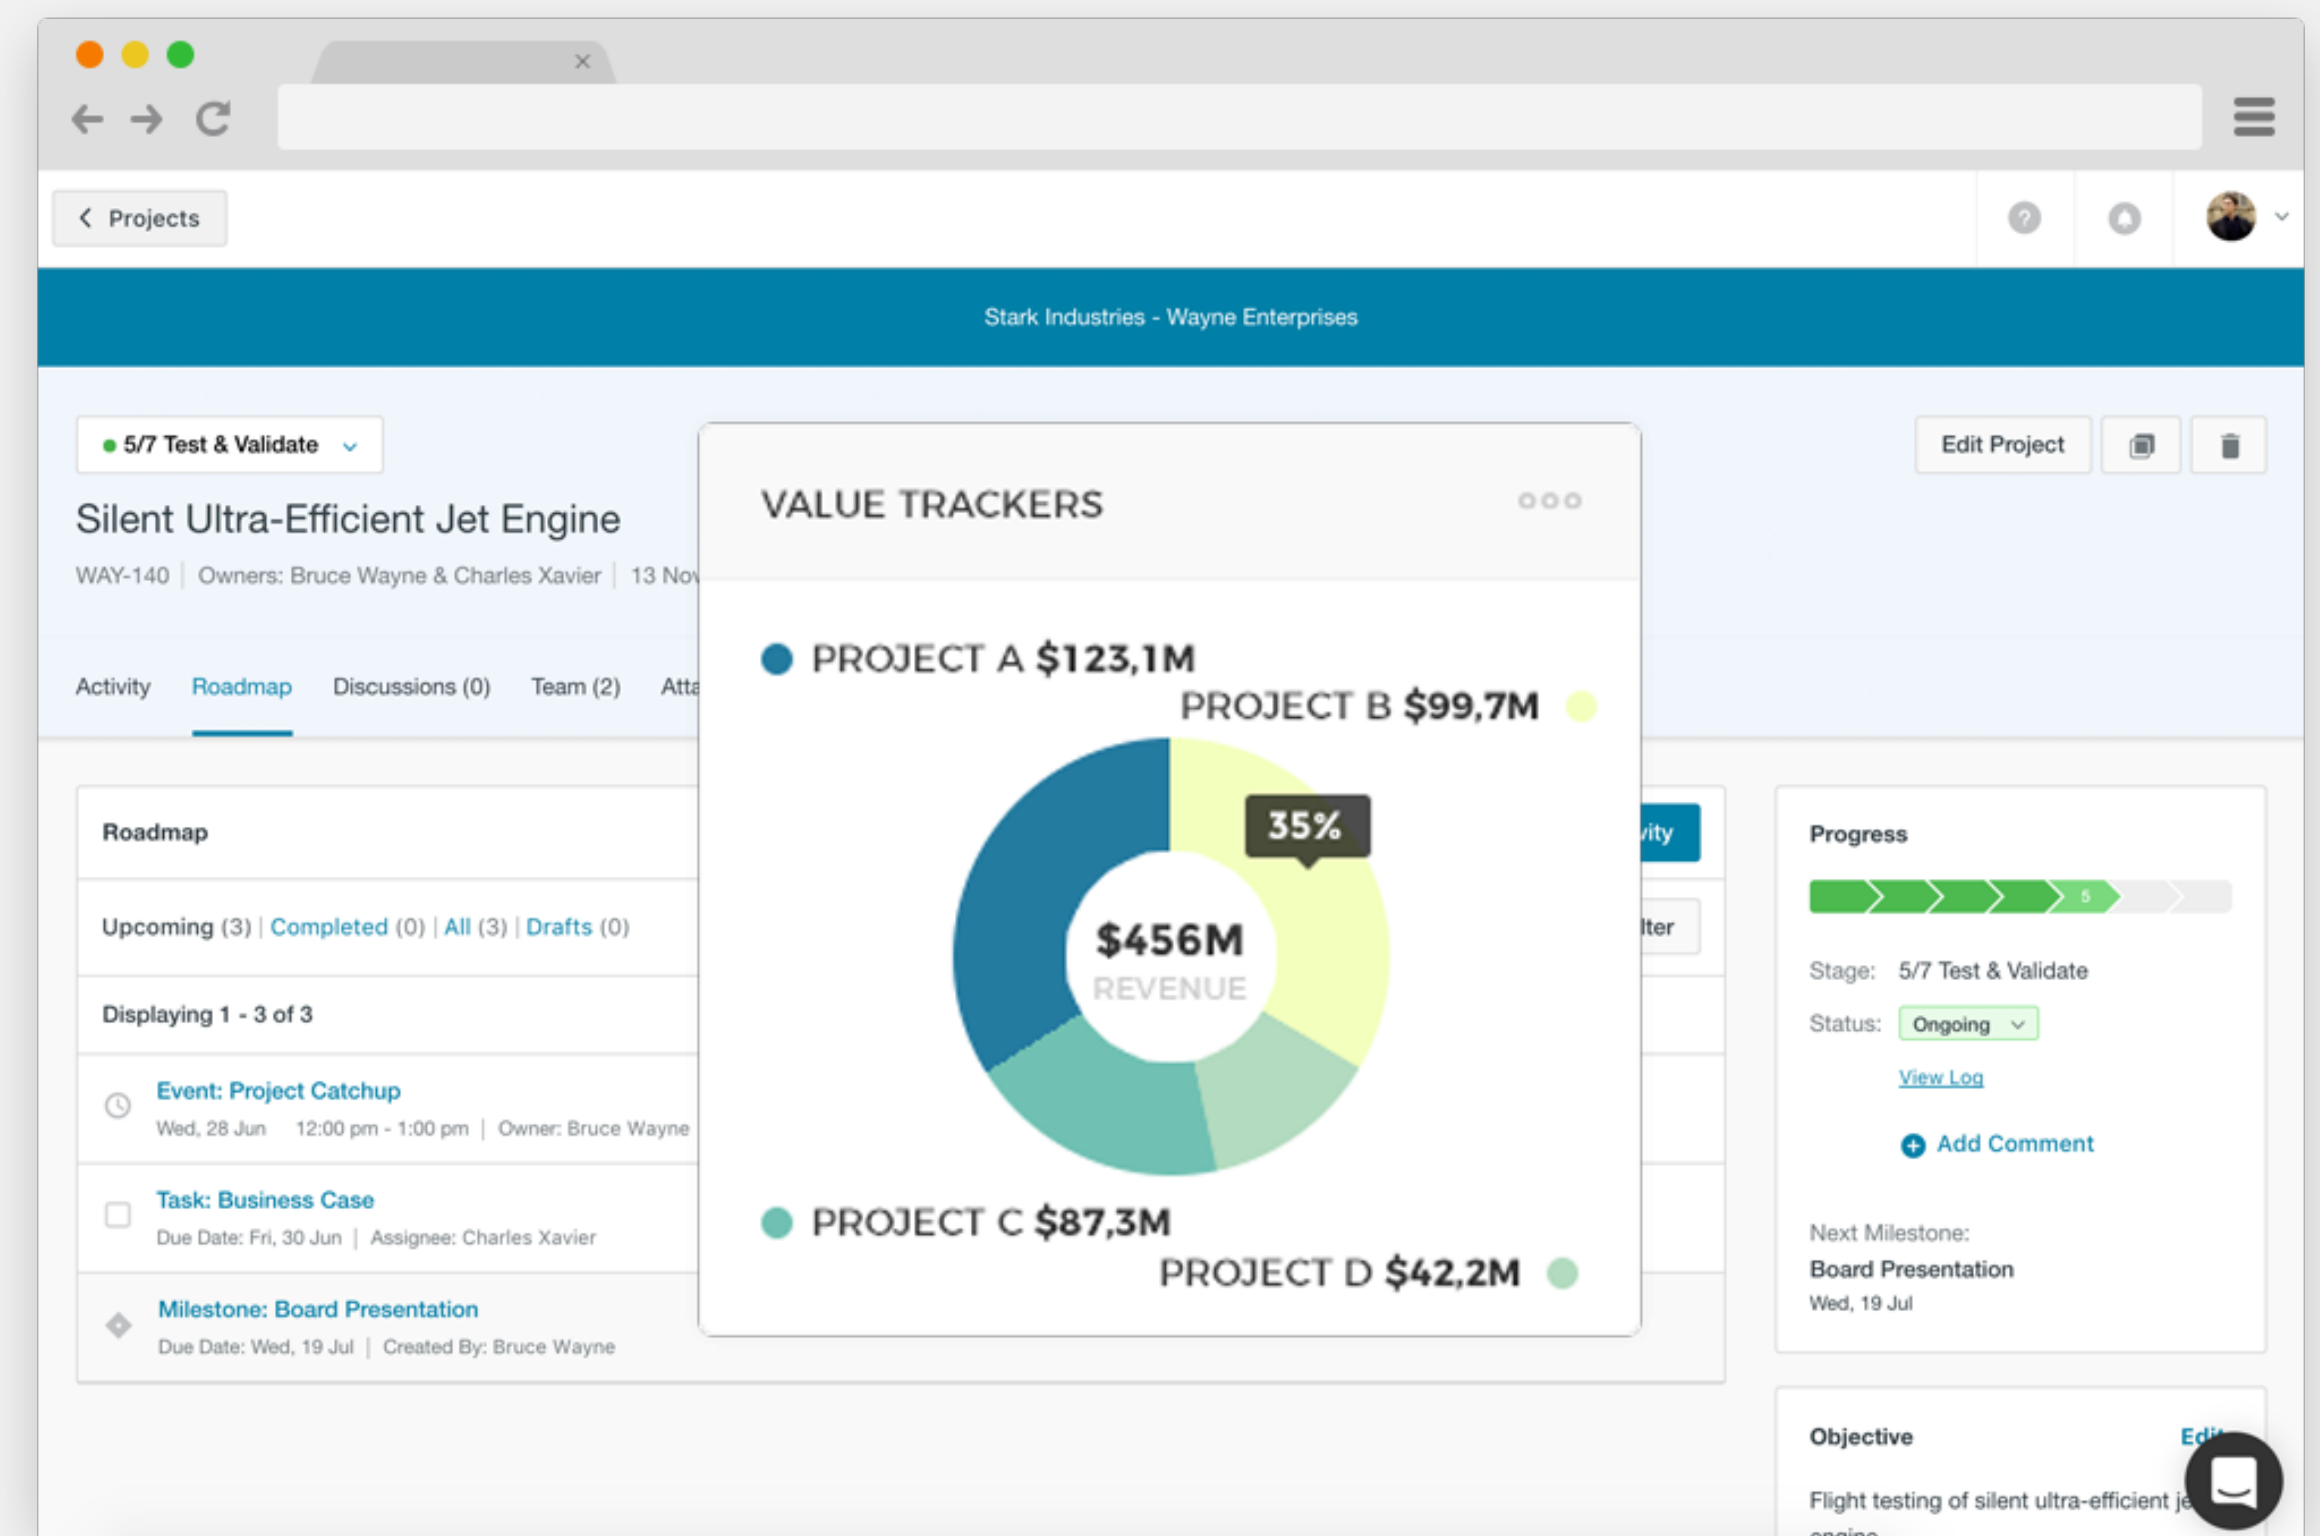 Projects
Stark Industries - Wayne Enterprises
5/7 Test & Validate
Edit Project
Silent Ultra-Efficient Jet Engine
WAY-140 | Owners: Bruce Wayne & Charles Xavier | 13 Nov
Activity Roadmap Discussions (0) Team (2)
VALUE TRACKERS
PROJECT A $123,1M
PROJECT B $99,7M
35%
$456M
REVENUE
PROJECT C $87,3M
PROJECT D $42,2M
Roadmap
Upcoming (3) | Completed (0) | All (3) | Drafts (0)
Displaying 1 - 3 of 3
Event: Project Catchup
Wed, 28 Jun 12:00 pm - 1:00 pm | Owner: Bruce Wayne
Task: Business Case
Due Date: Fri, 30 Jun | Assignee: Charles Xavier
Milestone: Board Presentation
Due Date: Wed, 19 Jul | Created By: Bruce Wayne
Progress
5
Stage: 5/7 Test & Validate
Status: Ongoing
View Log
Add Comment
Next Milestone:
Board Presentation
Wed, 19 Jul
Objective
Flight testing of silent ultra-efficient